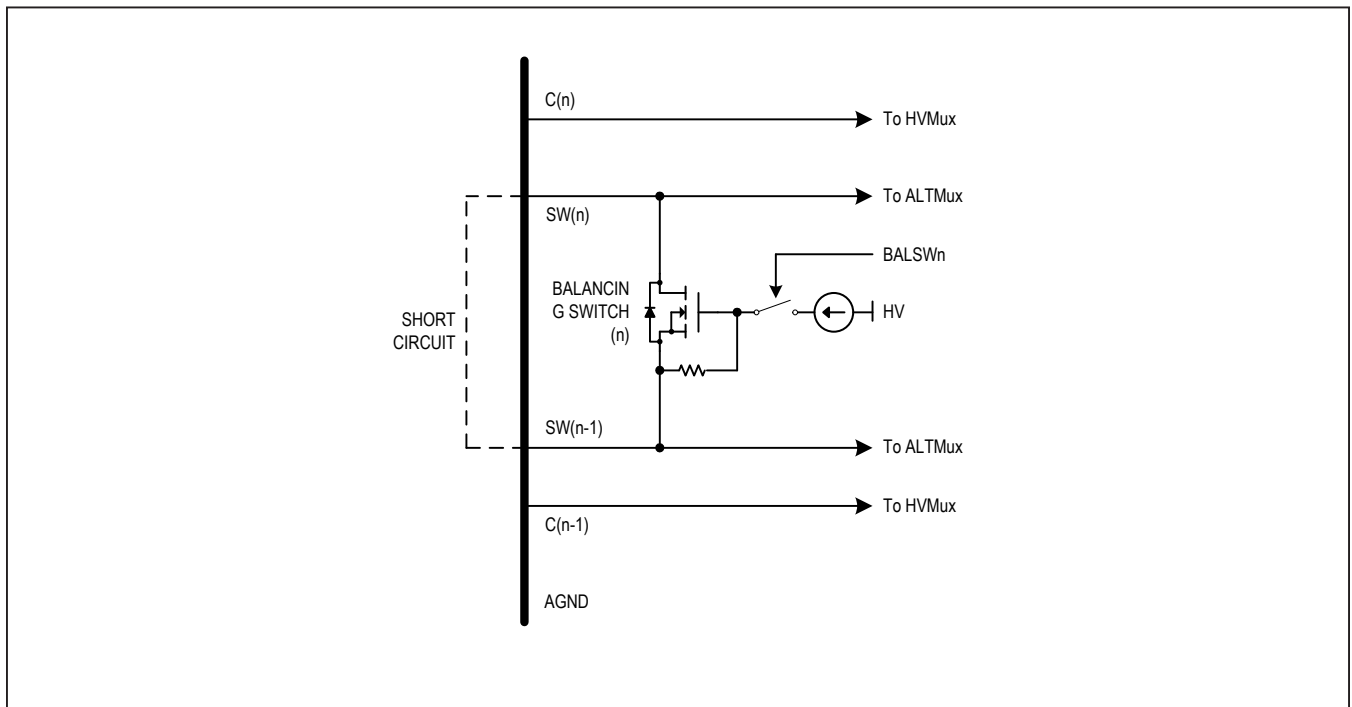 C(n)
To HVMux
SW(n)
To ALTMux
BALSWn
BALANCIN
G SWITCH
(n)
HV
SHORT
CIRCUIT
SW(n-1)
To ALTMux
To HVMux
C(n-1)
AGND